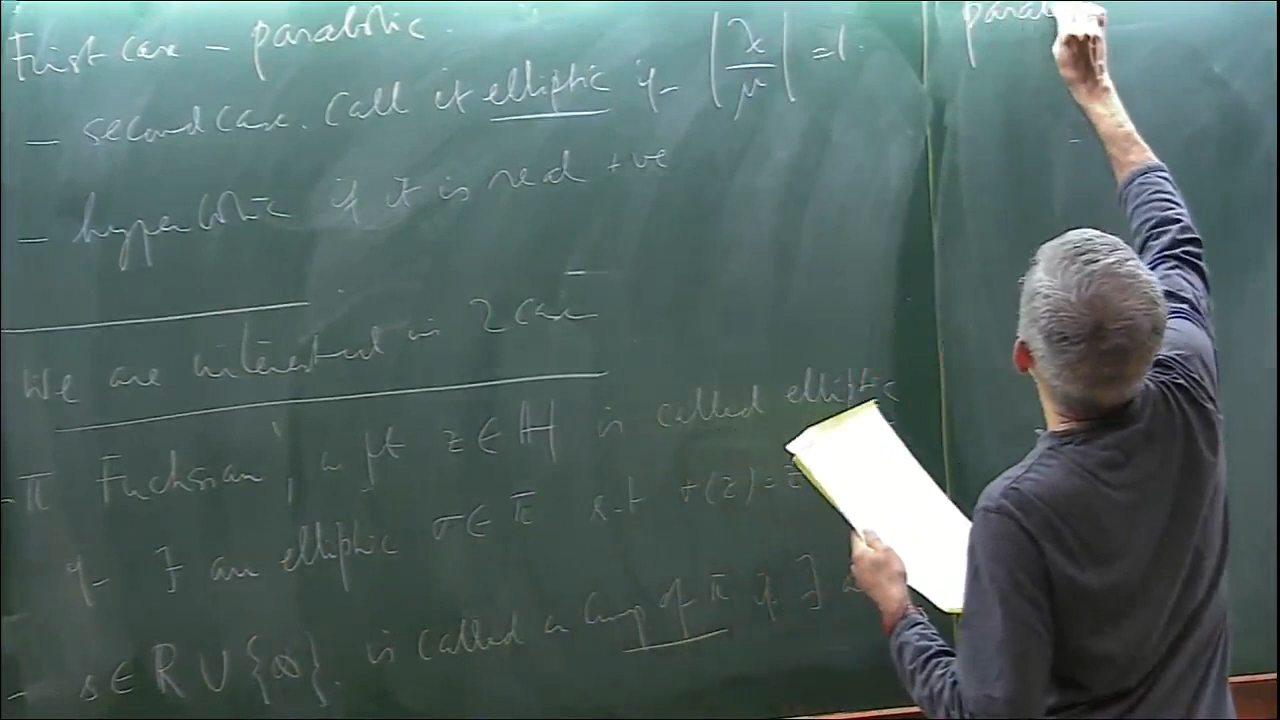 First case – parabolic.
– second case. Call it elliptic if |λ/μ| = 1.
– hyperbolic if it is real +ve
We are interested in 2 cases
- π Fuchsian, a pt z ∈ ℍ is called elliptic
if ∃ an elliptic σ ∈ π s.t σ(z) = z
- s ∈ ℝ ∪ {∞}. is called a Cusp of π if ∃ a
parab